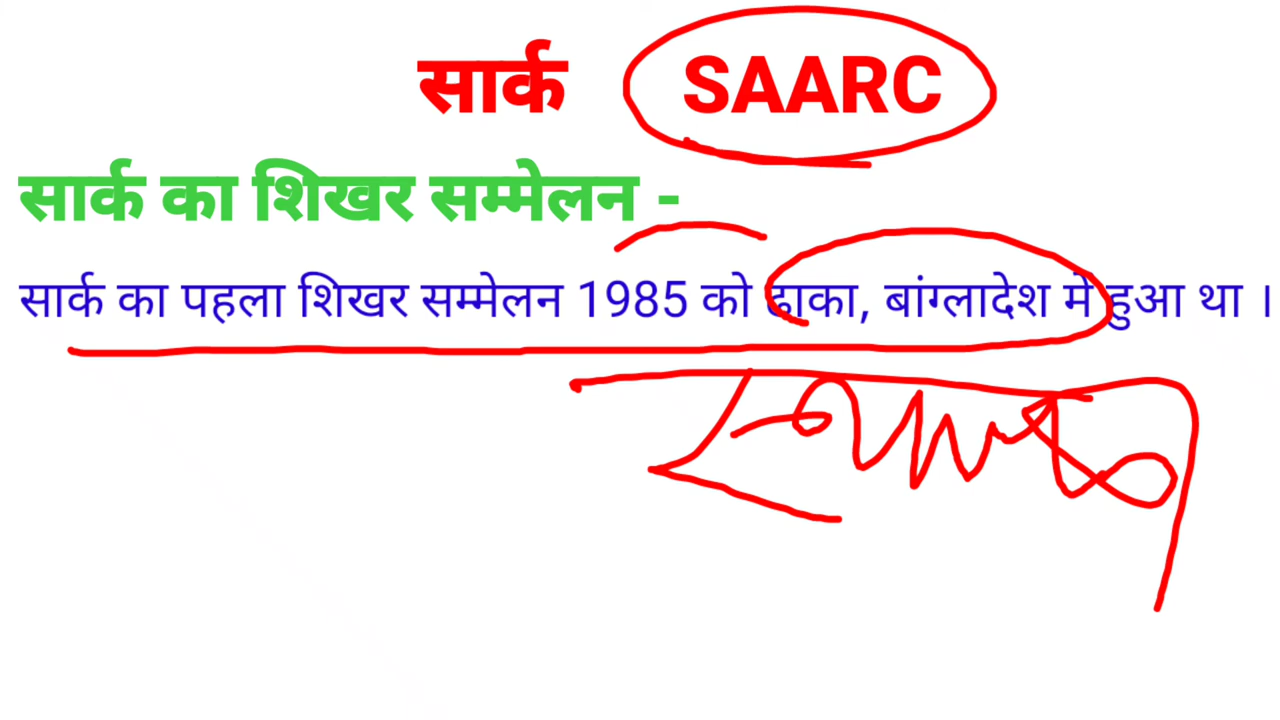 सार्क SAARC
सार्क का शिखर सम्मेलन -
सार्क का पहला शिखर सम्मेलन 1985 को ढाका, बांग्लादेश में हुआ था ।